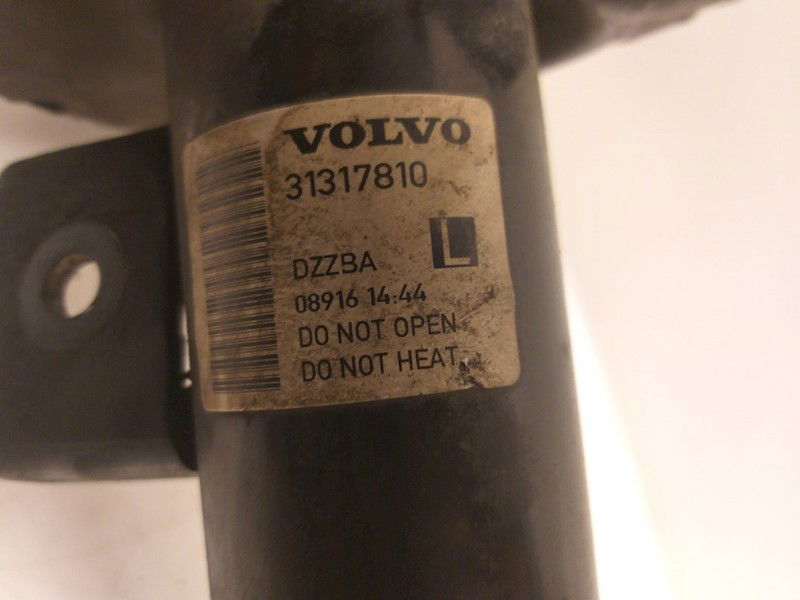 VOLVO
31317810
L
DZZBA
08916 14:44
DO NOT OPEN
DO NOT HEAT